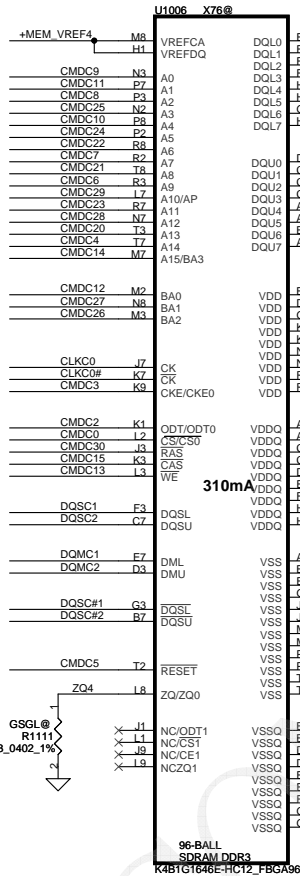 U1006 X76@
+MEM_VREF4 M8 VREFCA DQL0
H1 VREFDQ DQL1
DQL2
CMDC9 N3 A0 DQL3
CMDC11 P7 A1 DQL4
CMDC8 P3 A2 DQL5
CMDC25 N2 A3 DQL6
CMDC10 P8 A4 DQL7
CMDC24 P2 A5
CMDC22 R8 A6
CMDC7 R2 A7 DQU0
CMDC21 T8 A8 DQU1
CMDC6 R3 A9 DQU2
CMDC29 L7 A10/AP DQU3
CMDC23 R7 A11 DQU4
CMDC28 N7 A12 DQU5
CMDC20 T3 A13 DQU6
CMDC4 T7 A14 DQU7
CMDC14 M7 A15/BA3
CMDC12 M2 BA0 VDD
CMDC27 N8 BA1 VDD
CMDC26 M3 BA2 VDD
VDD
VDD
VDD
CLKC0 J7 CK VDD
CLKC0# K7 CK VDD
CMDC3 K9 CKE/CKE0 VDD
CMDC2 K1 ODT/ODT0 VDDQ
CMDC0 L2 CS/CS0 VDDQ
CMDC30 J3 RAS VDDQ
CMDC15 K3 CAS VDDQ
CMDC13 L3 WE VDDQ
310mA VDDQ
VDDQ
DQSC1 F3 DQSL VDDQ
DQSC2 C7 DQSU VDDQ
DQMC1 E7 DML VSS
DQMC2 D3 DMU VSS
VSS
VSS
DQSC#1 G3 DQSL VSS
DQSC#2 B7 DQSU VSS
VSS
VSS
VSS
CMDC5 T2 RESET VSS
VSS
ZQ4 L8 ZQ/ZQ0 VSS
1
GSGL@
R1111
_0402_1%
2
J1 NC/ODT1 VSSQ
L1 NC/CS1 VSSQ
J9 NC/CE1 VSSQ
L9 NCZQ1 VSSQ
VSSQ
VSSQ
VSSQ
VSSQ
VSSQ
96-BALL
SDRAM DDR3
K4B1G1646E-HC12_FBGA96